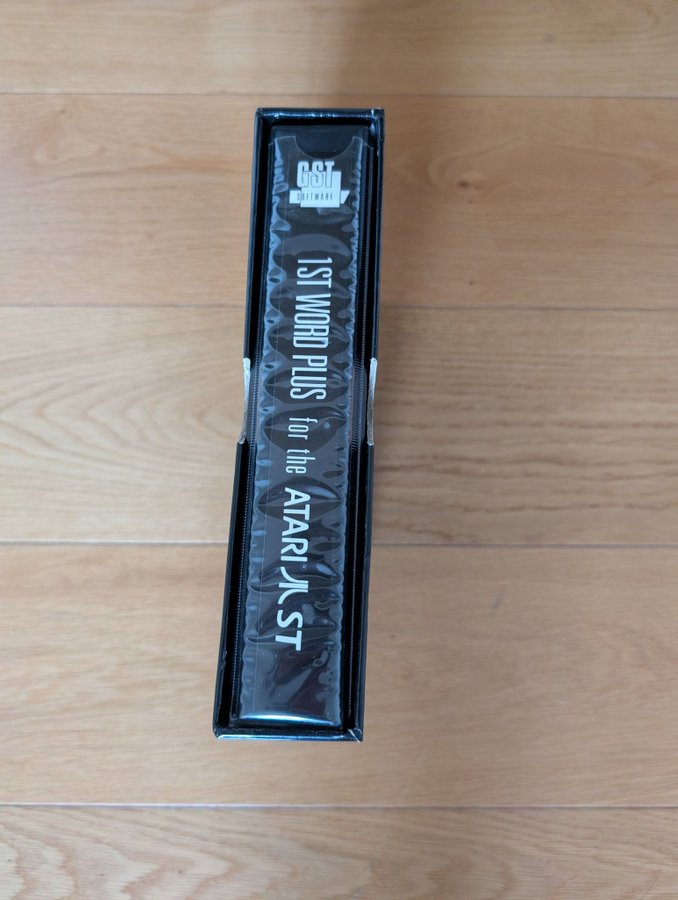 GST
SOFTWARE
1ST WORD PLUS for the ATARI® ST